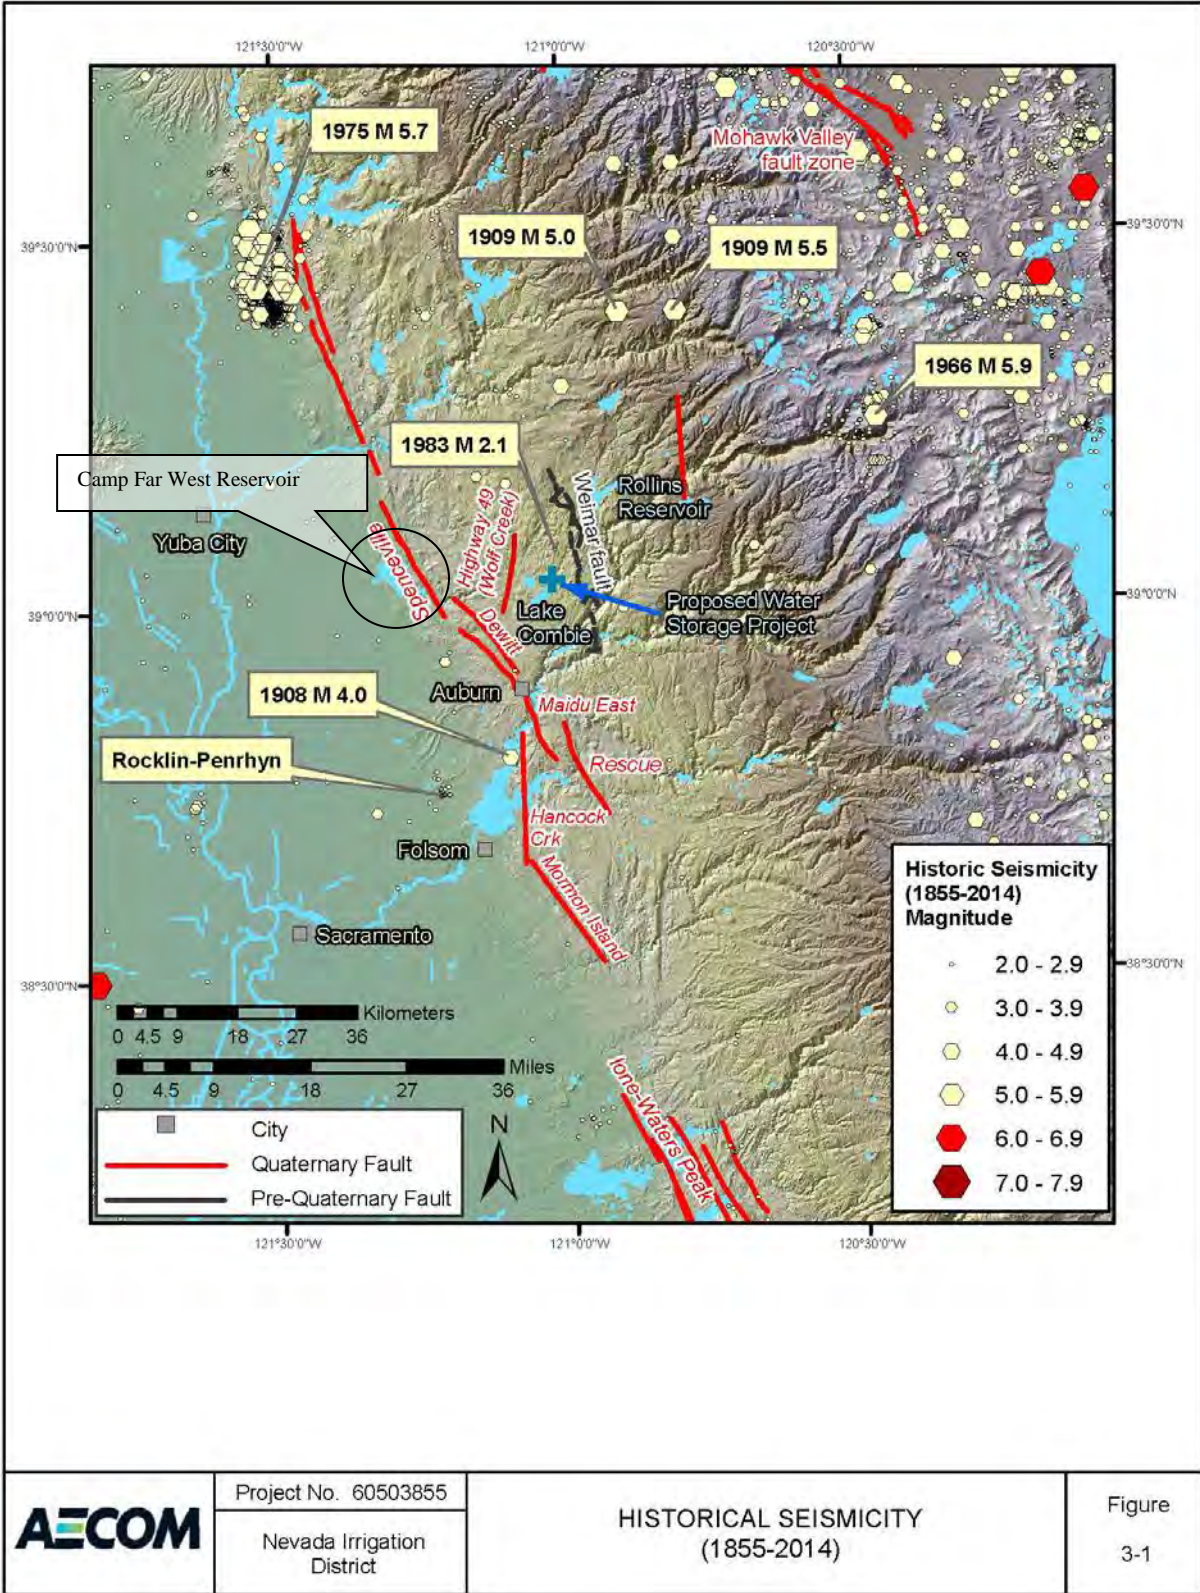 121°30'0"W
121°0'0"W
120°30'0"W
1975 M 5.7
Mohawk Valley
fault zone
39°30'0"N
39°30'0"N
1909 M 5.0
1909 M 5.5
1966 M 5.9
1983 M 2.1
Camp Far West Reservoir
Rollins
Reservoir
Weimar fault
Highway 49
(Wolf Creek)
Yuba City
Spenceville
39°0'0"N
39°0'0"N
Lake
Combie
Proposed Water
Storage Project
Dewitt
1908 M 4.0
Auburn
Maidu East
Rocklin-Penrhyn
Rescue
Hancock
Crk
Folsom
Mormon Island
Sacramento
38°30'0"N
38°30'0"N
Kilometers
0 4.5 9 18 27 36
Miles
0 4.5 9 18 27 36
Ione-Waters Peak
N
City
Quaternary Fault
Pre-Quaternary Fault
Historic Seismicity
(1855-2014)
Magnitude
2.0 - 2.9
3.0 - 3.9
4.0 - 4.9
5.0 - 5.9
6.0 - 6.9
7.0 - 7.9
121°30'0"W
121°0'0"W
120°30'0"W
AECOM
Project No. 60503855
Nevada Irrigation
District
HISTORICAL SEISMICITY
(1855-2014)
Figure
3-1